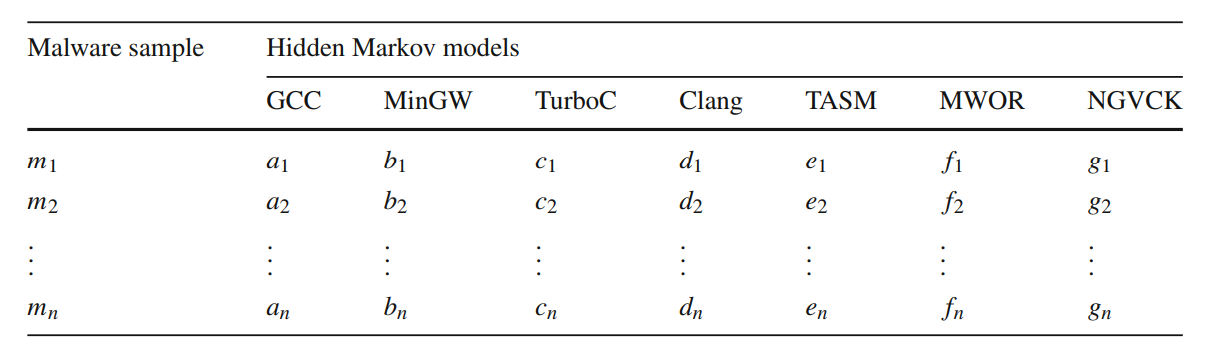 Malware sample Hidden Markov models
GCC MinGW TurboC Clang TASM MWOR NGVCK
m1 a1 b1 c1 d1 e1 f1 g1
m2 a2 b2 c2 d2 e2 f2 g2
⋮ ⋮ ⋮ ⋮ ⋮ ⋮ ⋮ ⋮
mn an bn cn dn en fn gn